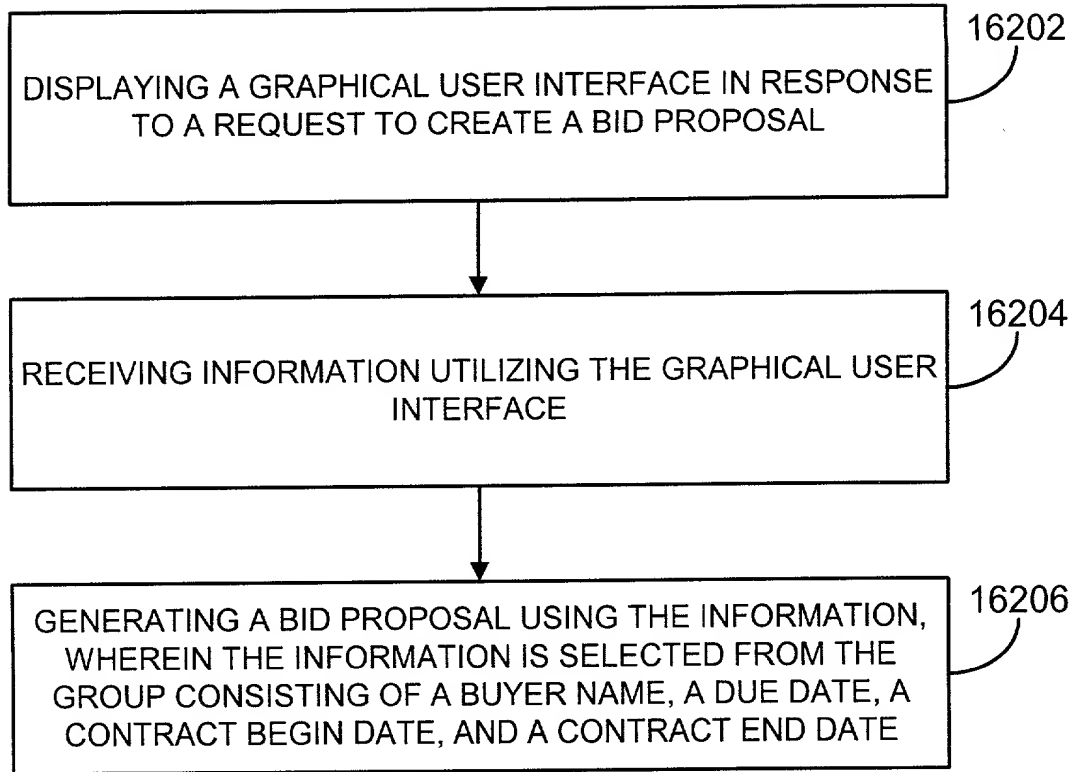 16202
DISPLAYING A GRAPHICAL USER INTERFACE IN RESPONSE
TO A REQUEST TO CREATE A BID PROPOSAL
16204
RECEIVING INFORMATION UTILIZING THE GRAPHICAL USER
INTERFACE
16206
GENERATING A BID PROPOSAL USING THE INFORMATION,
WHEREIN THE INFORMATION IS SELECTED FROM THE
GROUP CONSISTING OF A BUYER NAME, A DUE DATE, A
CONTRACT BEGIN DATE, AND A CONTRACT END DATE